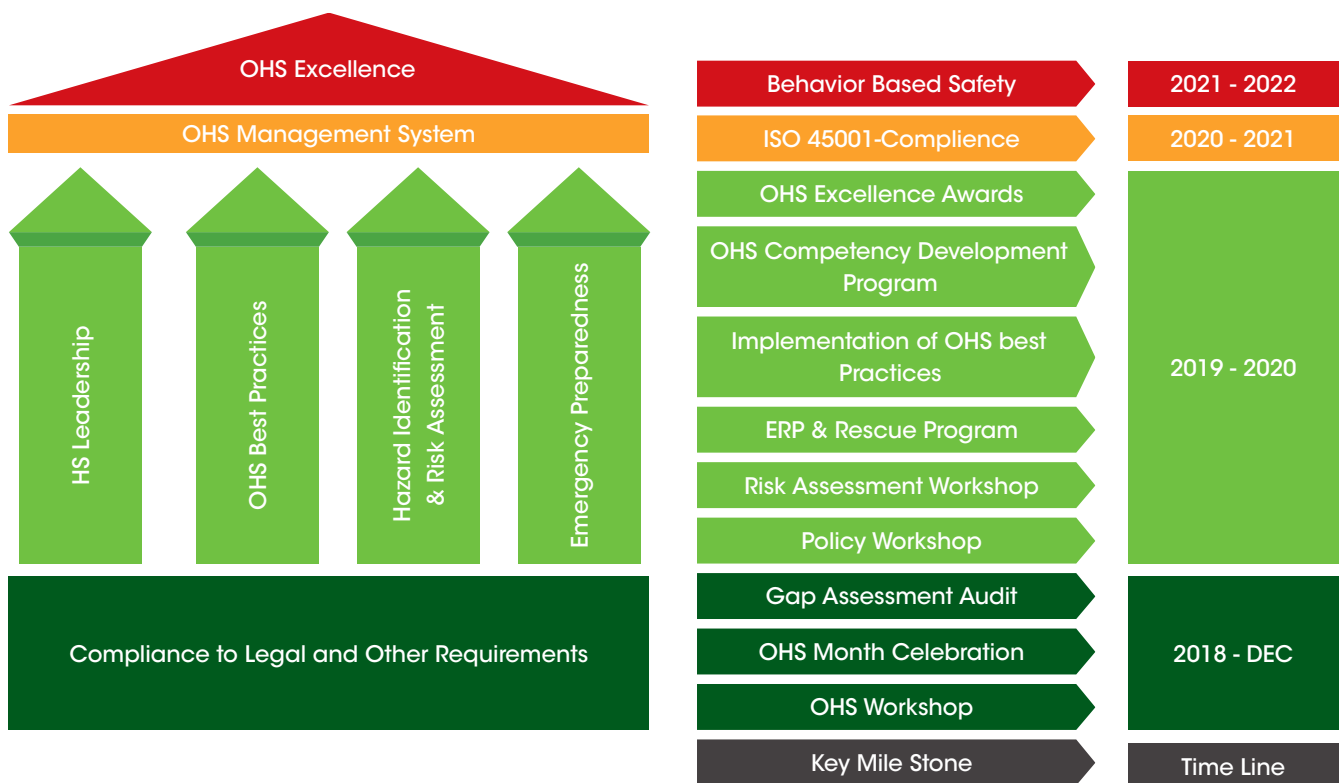 OHS Excellence
OHS Management System
HS Leadership
OHS Best Practices
Hazard Identification
& Risk Assessment
Emergency Preparedness
Compliance to Legal and Other Requirements
Behavior Based Safety
2021 - 2022
ISO 45001-Complience
2020 - 2021
OHS Excellence Awards
OHS Competency Development
Program
Implementation of OHS best
Practices
ERP & Rescue Program
Risk Assessment Workshop
Policy Workshop
2019 - 2020
Gap Assessment Audit
OHS Month Celebration
OHS Workshop
2018 - DEC
Key Mile Stone
Time Line